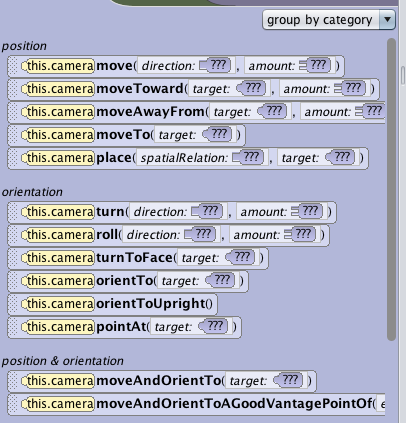 group by category
position
this.camera move( direction: ??? , amount: ??? )
this.camera moveToward( target: ??? , amount: ??? )
this.camera moveAwayFrom( target: ??? , amount: ???
this.camera moveTo( target: ??? )
this.camera place( spatialRelation: ??? , target: ??? )
orientation
this.camera turn( direction: ??? , amount: ??? )
this.camera roll( direction: ??? , amount: ??? )
this.camera turnToFace( target: ??? )
this.camera orientTo( target: ??? )
this.camera orientToUpright()
this.camera pointAt( target: ??? )
position & orientation
this.camera moveAndOrientTo( target: ??? )
this.camera moveAndOrientToAGoodVantagePointOf(